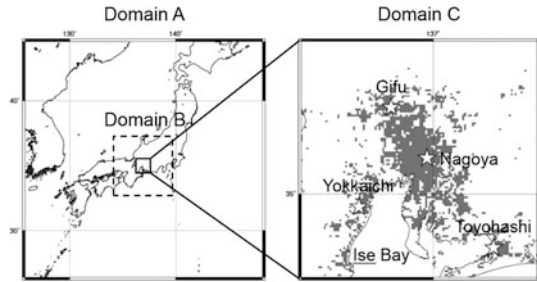 Domain A
Domain C
130˚
140˚
137˚
40˚
Domain B
30˚
Gifu
Nagoya
35˚
Yokkaichi
Toyohashi
Ise Bay